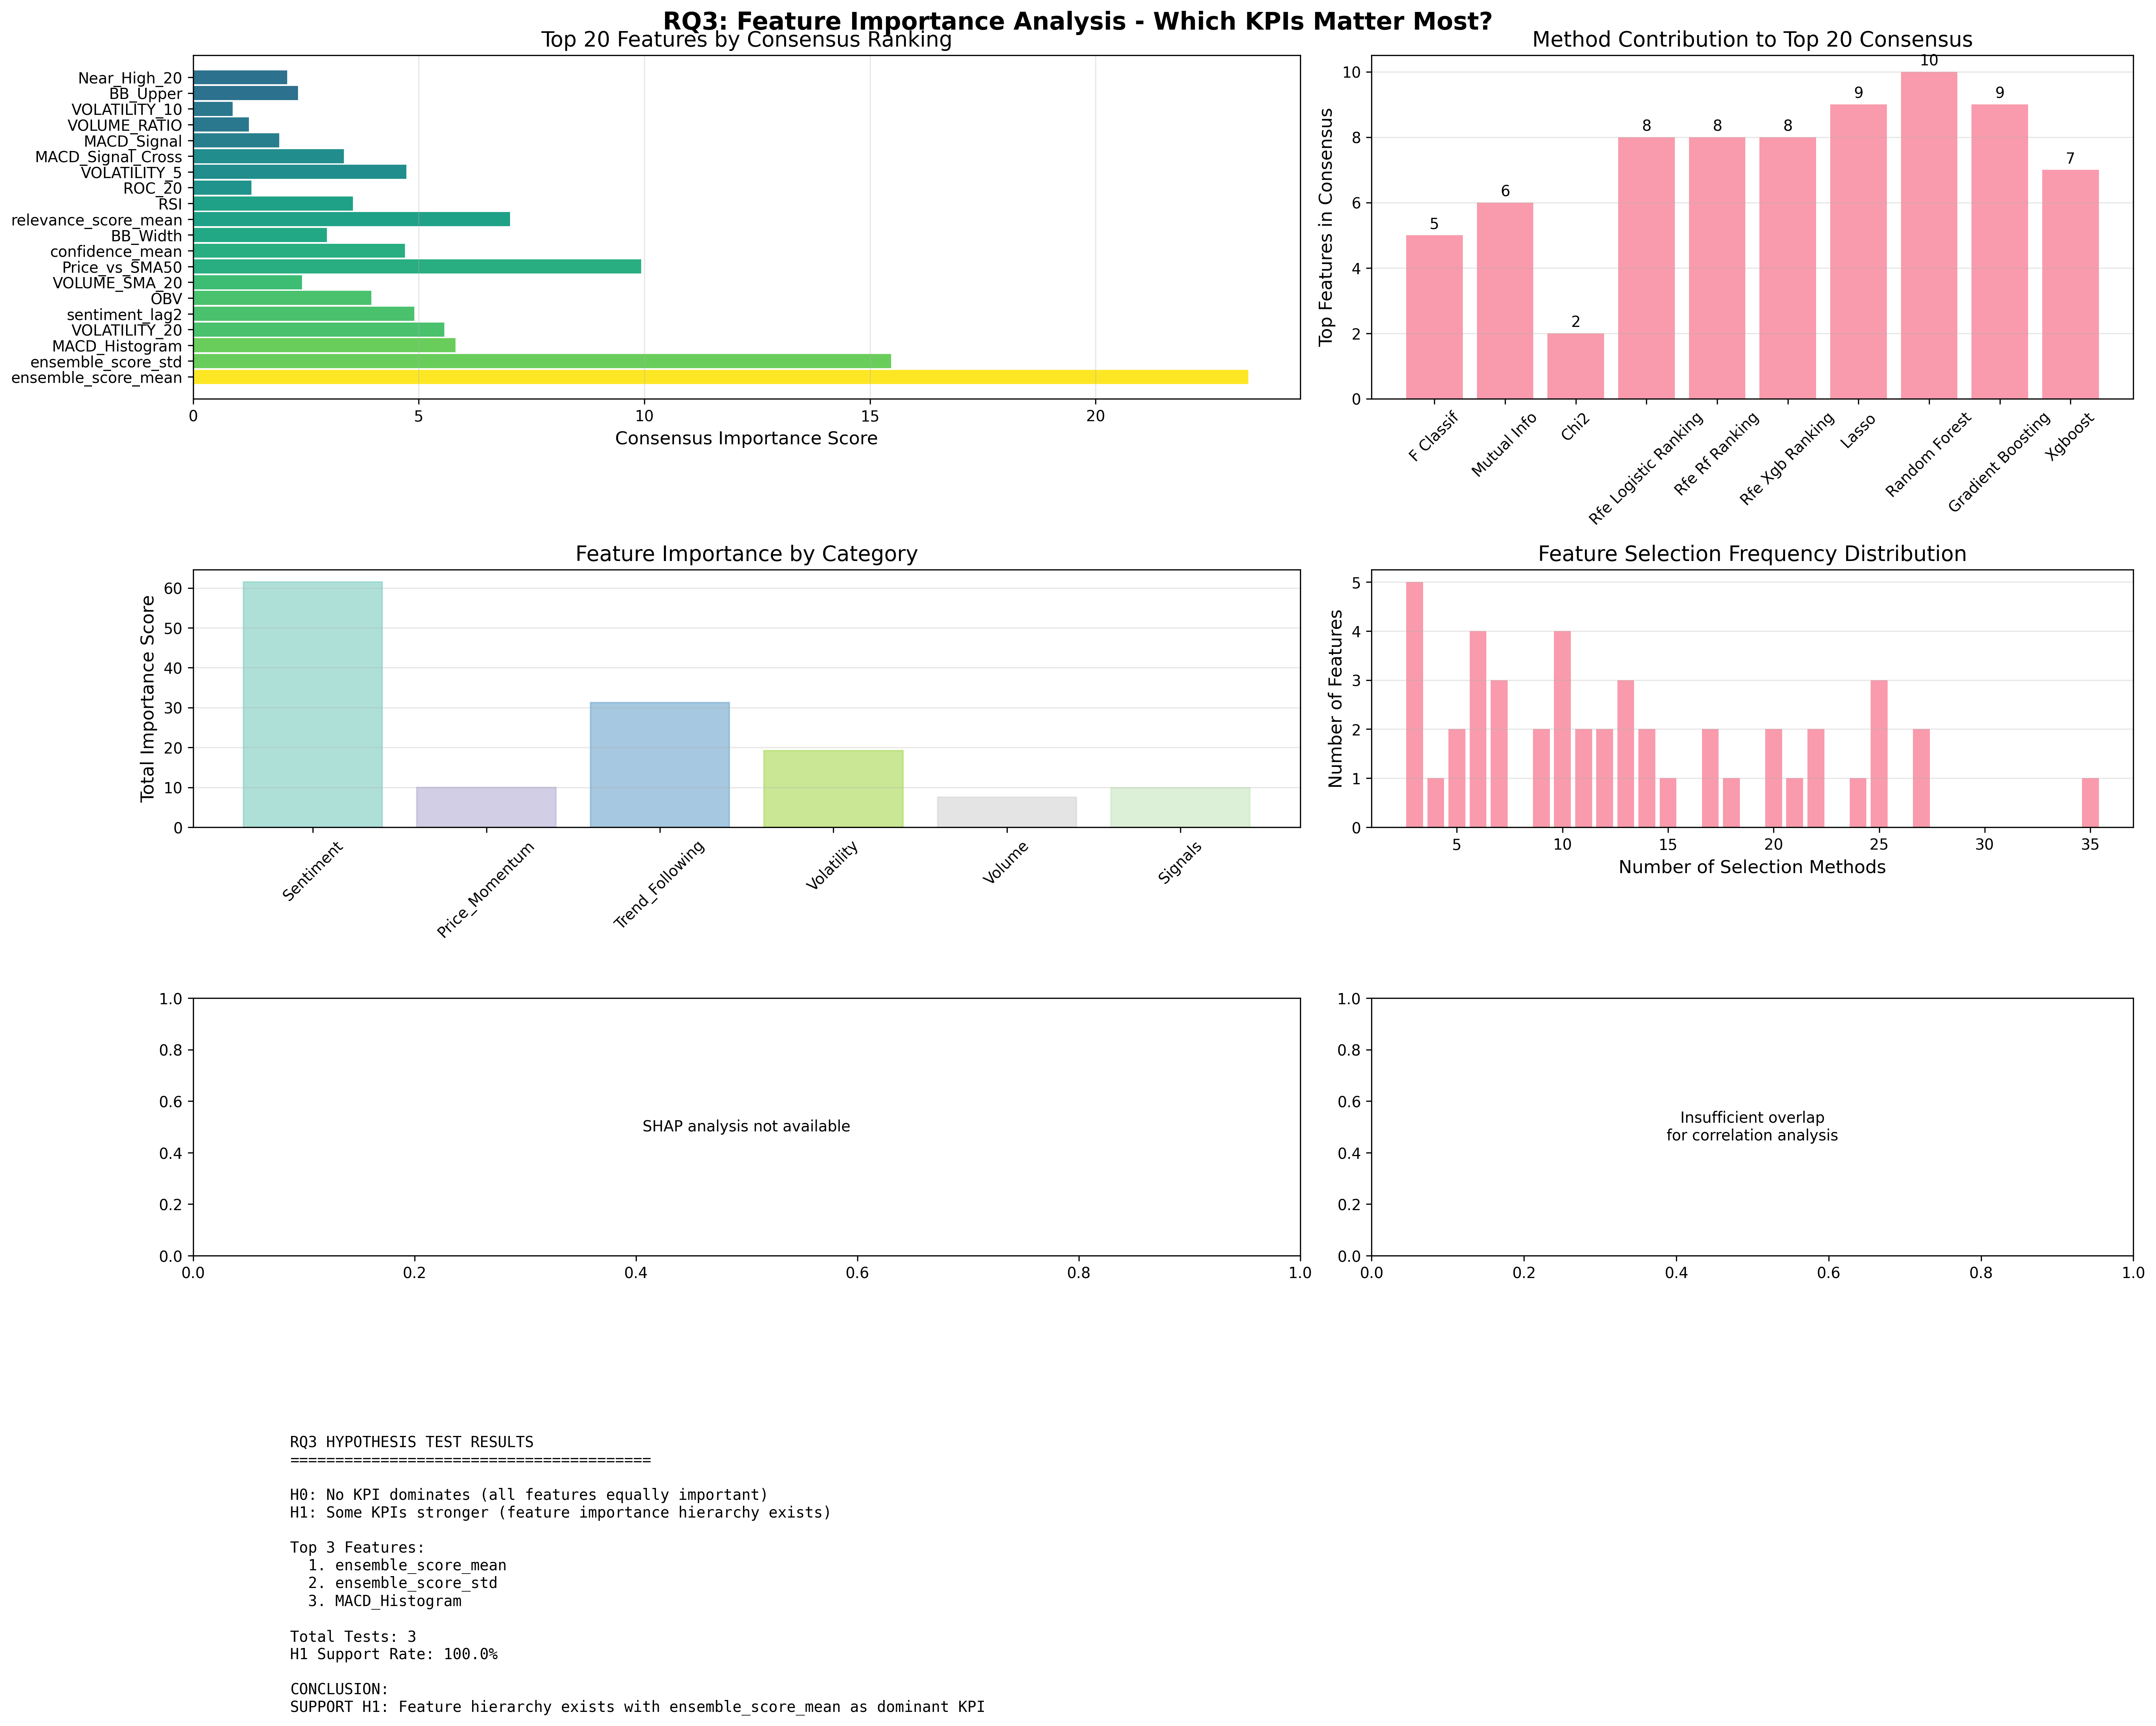 RQ3: Feature Importance Analysis - Which KPIs Matter Most?
Top 20 Features by Consensus Ranking
Near_High_20
BB_Upper
VOLATILITY_10
VOLUME_RATIO
MACD_Signal
MACD_Signal_Cross
VOLATILITY_5
ROC_20
RSI
relevance_score_mean
BB_Width
confidence_mean
Price_vs_SMA50
VOLUME_SMA_20
OBV
sentiment_lag2
VOLATILITY_20
MACD_Histogram
ensemble_score_std
ensemble_score_mean
0 5 10 15 20
Consensus Importance Score
Method Contribution to Top 20 Consensus
Top Features in Consensus
10
8
6
4
2
0
5 6 2 8 8 8 9 10 9 7
F Classif
Mutual Info
Chi2
Rfe Logistic Ranking
Rfe Rf Ranking
Rfe Xgb Ranking
Lasso
Random Forest
Gradient Boosting
Xgboost
Feature Importance by Category
Total Importance Score
60
50
40
30
20
10
0
Sentiment
Price_Momentum
Trend_Following
Volatility
Volume
Signals
Feature Selection Frequency Distribution
Number of Features
5
4
3
2
1
0
5 10 15 20 25 30 35
Number of Selection Methods
1.0
0.8
0.6
0.4
0.2
0.0
SHAP analysis not available
0.0 0.2 0.4 0.6 0.8 1.0
1.0
0.8
0.6
0.4
0.2
0.0
Insufficient overlap
for correlation analysis
0.0 0.2 0.4 0.6 0.8 1.0
RQ3 HYPOTHESIS TEST RESULTS
========================================
H0: No KPI dominates (all features equally important)
H1: Some KPIs stronger (feature importance hierarchy exists)
Top 3 Features:
1. ensemble_score_mean
2. ensemble_score_std
3. MACD_Histogram
Total Tests: 3
H1 Support Rate: 100.0%
CONCLUSION:
SUPPORT H1: Feature hierarchy exists with ensemble_score_mean as dominant KPI